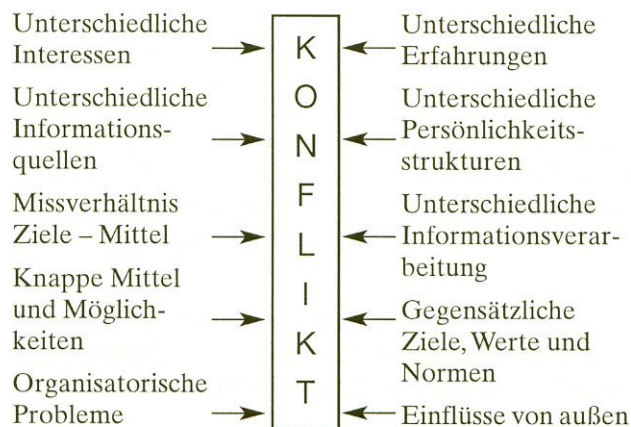 Unterschiedliche
Interessen
Unterschiedliche
Informations-
quellen
Missverhältnis
Ziele – Mittel
Knappe Mittel
und Möglich-
keiten
Organisatorische
Probleme
K
O
N
F
L
I
K
T
Unterschiedliche
Erfahrungen
Unterschiedliche
Persönlichkeits-
strukturen
Unterschiedliche
Informationsverar-
beitung
Gegensätzliche
Ziele, Werte und
Normen
Einflüsse von außen